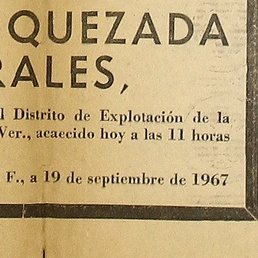 QUEZADA
RALES,
Distrito de Explotación de la
Ver., acaecido hoy a las 11 horas
F., a 19 de septiembre de 1967